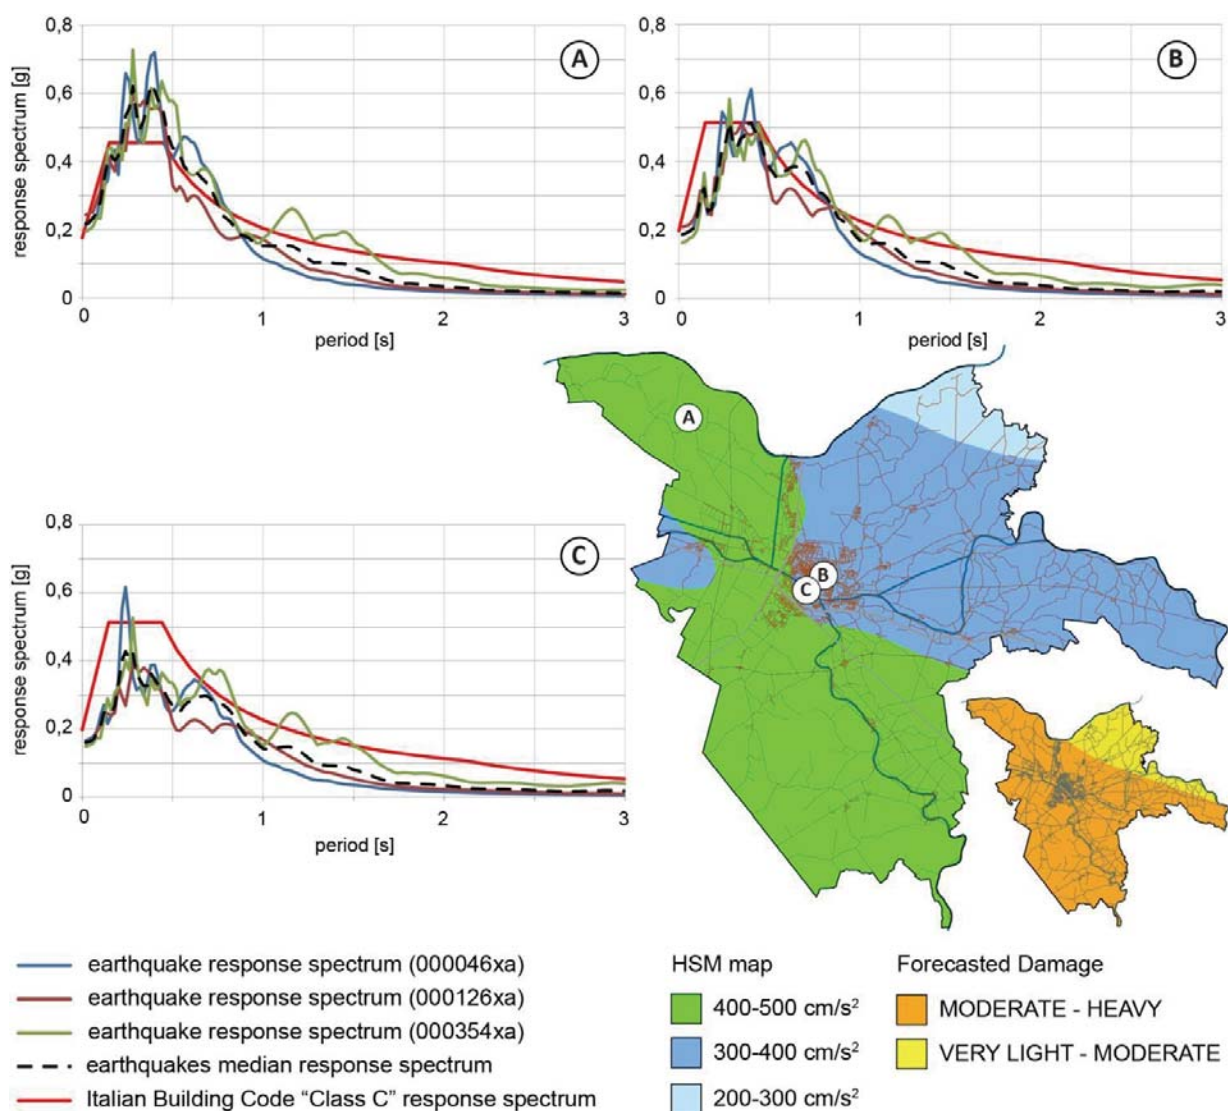 0,8
0,6
0,4
0,2
0
response spectrum [g]
0
1
2
3
period [s]
A
0,8
0,6
0,4
0,2
0
0
1
2
3
period [s]
B
0,8
0,6
0,4
0,2
0
response spectrum [g]
0
1
2
3
period [s]
C
A
B
C
earthquake response spectrum (000046xa)
earthquake response spectrum (000126xa)
earthquake response spectrum (000354xa)
earthquakes median response spectrum
Italian Building Code “Class C” response spectrum
HSM map
400-500 cm/s²
300-400 cm/s²
200-300 cm/s²
Forecasted Damage
MODERATE - HEAVY
VERY LIGHT - MODERATE